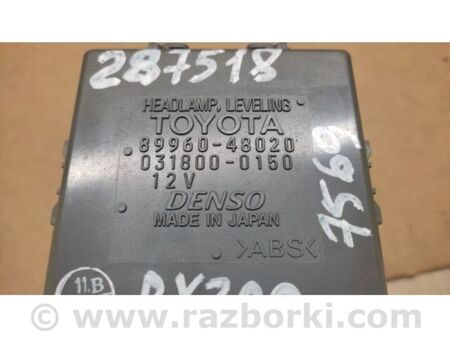 287518
HEADLAMP, LEVELING
TOYOTA
89960-48020
031800-0150
12V
DENSO
MADE IN JAPAN
>ABS<
7569
11.B
© www.razborki.com